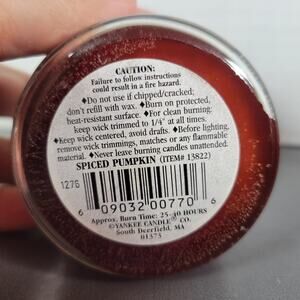 CAUTION:
Failure to follow instructions
could result in a fire hazard.
◆Do not use if chipped/cracked;
don't refill with wax. ◆Burn on protected,
heat-resistant surface. ◆For clean burning:
keep wick trimmed to 1/4" at all times.
◆Keep wick centered, avoid drafts. ◆Before lighting,
remove wick trimmings, matches or any flammable
material. ◆Never leave burning candles unattended.
SPICED PUMPKIN (ITEM# 13822)
127G
6 09032 00770 6
Approx. Burn Time: 25-40 HOURS
©YANKEE CANDLE® CO.
South Deerfield, MA
01373